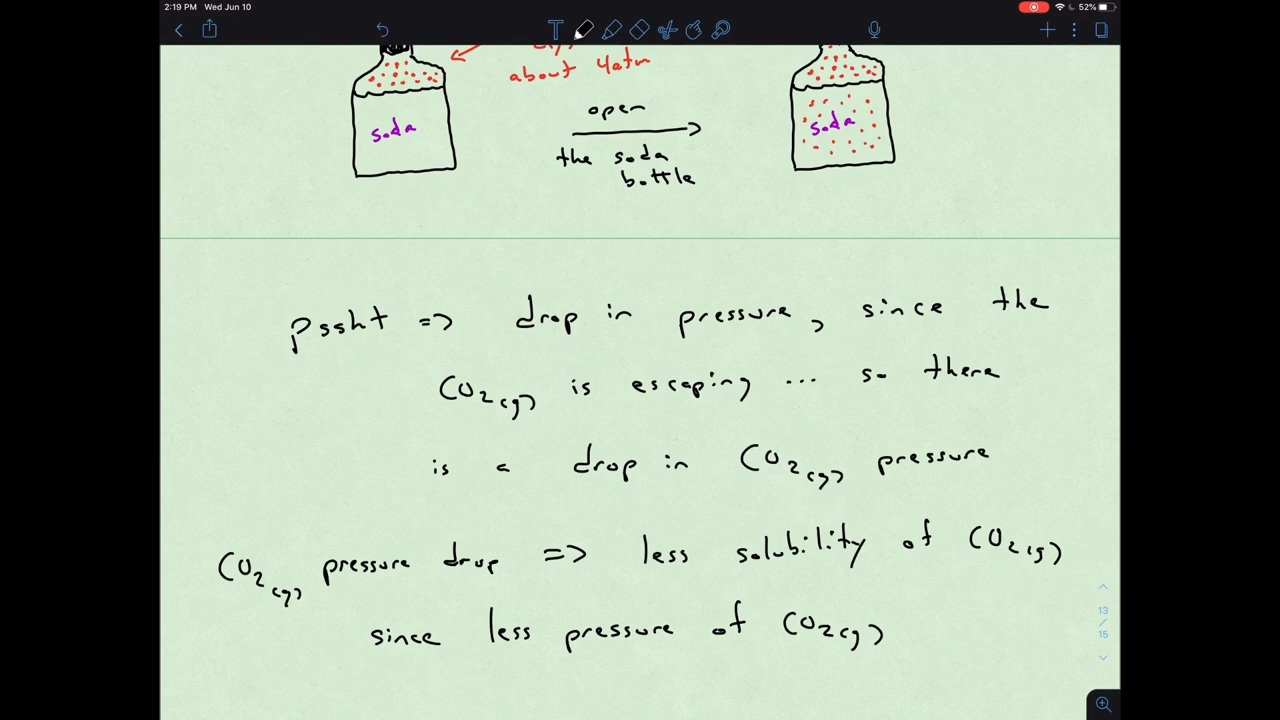 2:19 PM Wed Jun 10
52%
T
about 4atm
soda
open
the soda
bottle
soda
pssht => drop in pressure, since the
CO2(g) is escaping ... so there
is a drop in CO2(g) pressure
CO2(g) pressure drop => less solubility of CO2(g)
since less pressure of CO2(g)
13
/
15